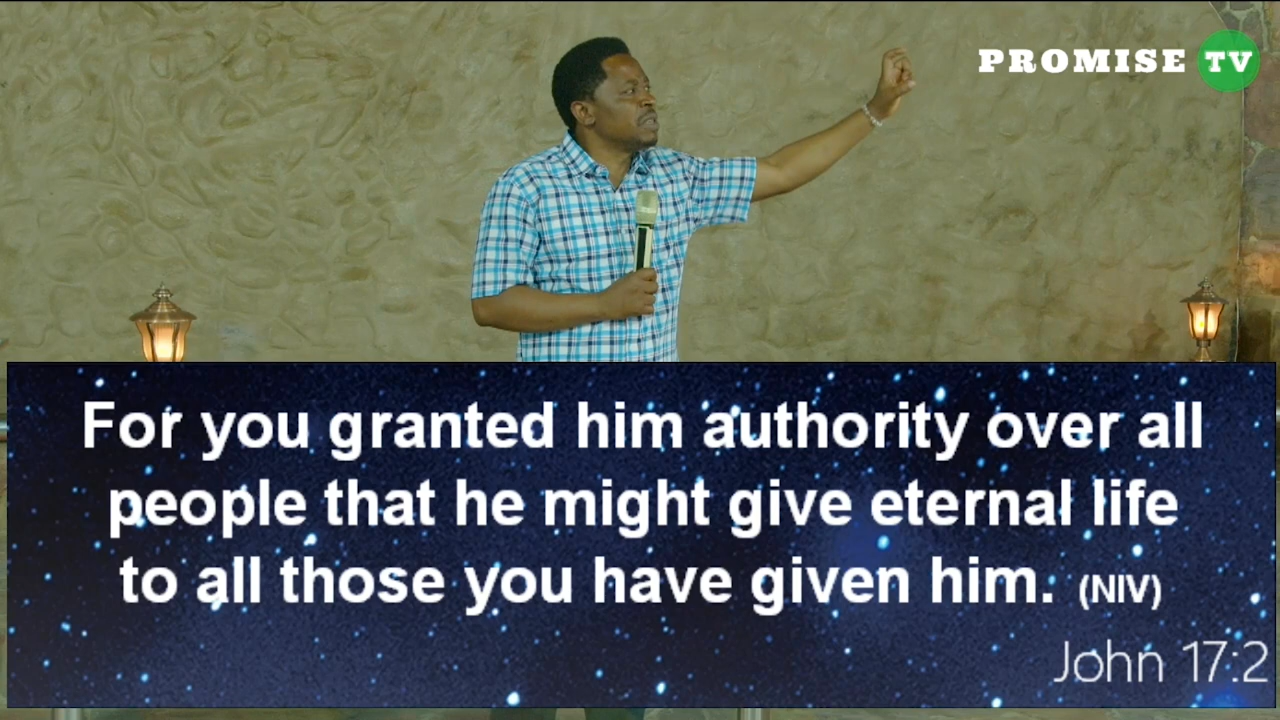 PROMISE TV
For you granted him authority over all
people that he might give eternal life
to all those you have given him. (NIV)
John 17:2